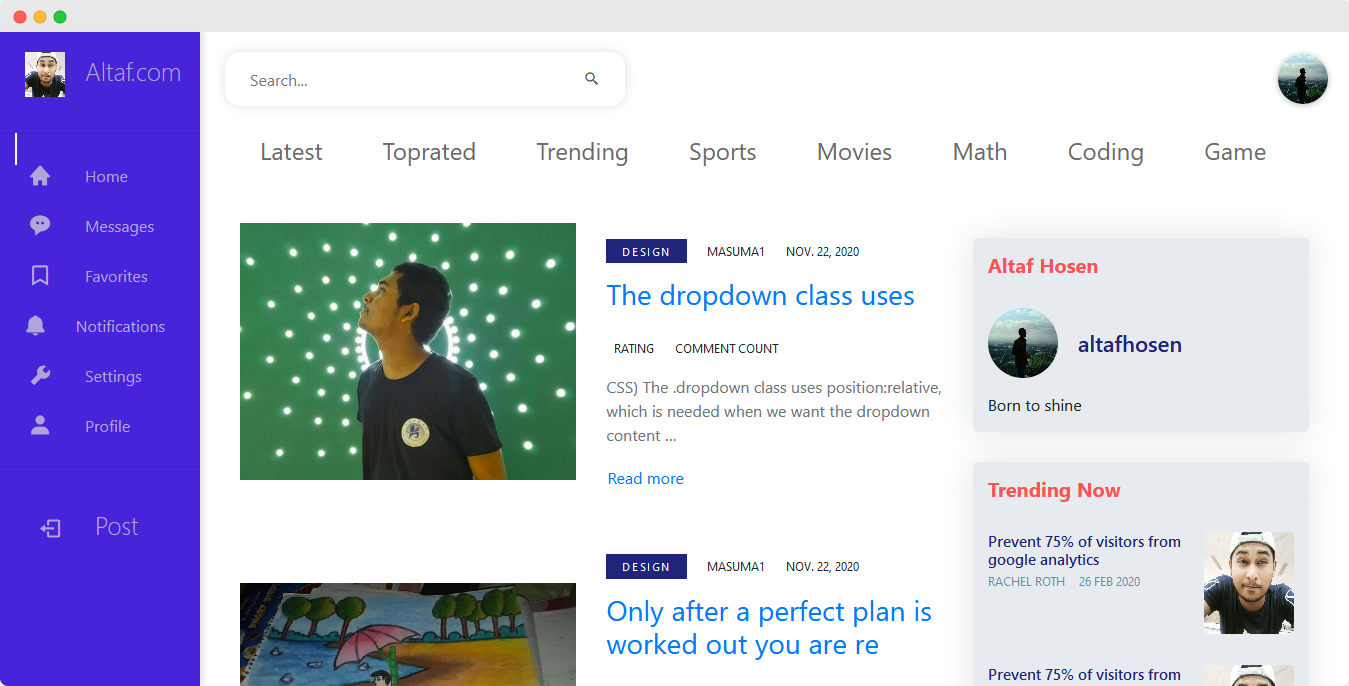 Altaf.com
Home
Messages
Favorites
Notifications
Settings
Profile
Post
Search...
Latest Toprated Trending Sports Movies Math Coding Game
DESIGN MASUMA1 NOV. 22, 2020
The dropdown class uses
RATING COMMENT COUNT
CSS) The .dropdown class uses position:relative,
which is needed when we want the dropdown
content ...
Read more
DESIGN MASUMA1 NOV. 22, 2020
Only after a perfect plan is
worked out you are re
Altaf Hosen
altafhosen
Born to shine
Trending Now
Prevent 75% of visitors from
google analytics
RACHEL ROTH 26 FEB 2020
Prevent 75% of visitors from